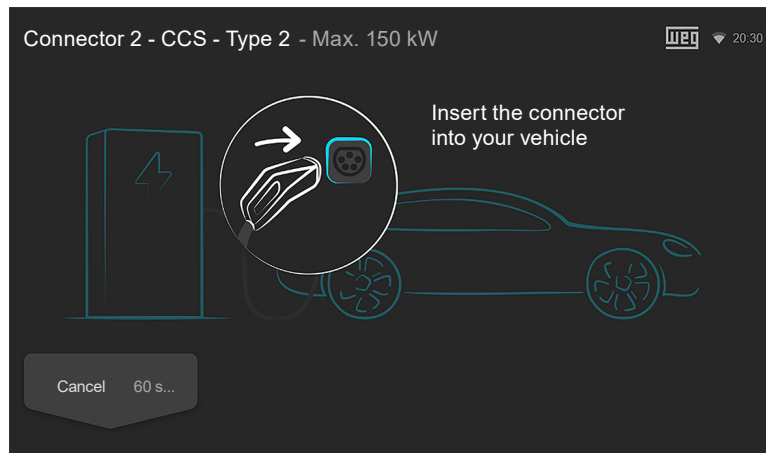 Connector 2 - CCS - Type 2 - Max. 150 kW
WEG
20:30
Insert the connector
into your vehicle
Cancel 60 s...